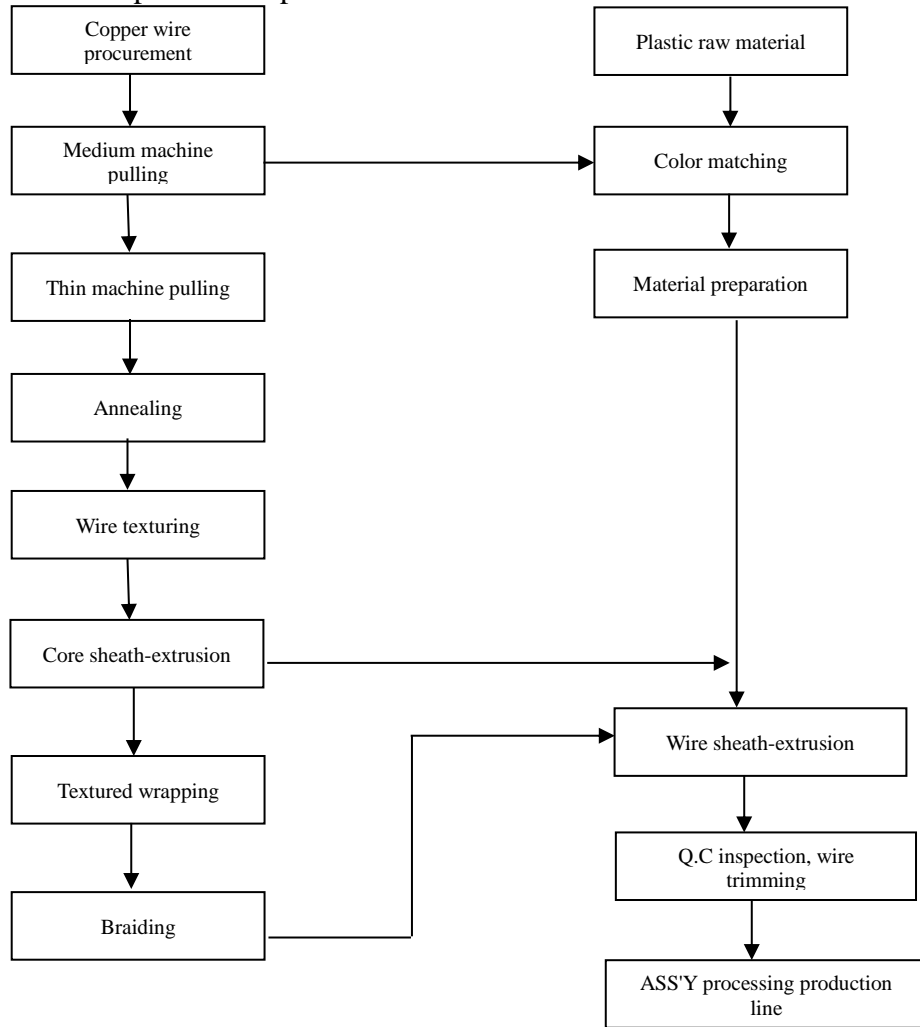 Copper wire
procurement
Medium machine
pulling
Thin machine pulling
Annealing
Wire texturing
Core sheath-extrusion
Textured wrapping
Braiding
Plastic raw material
Color matching
Material preparation
Wire sheath-extrusion
Q.C inspection, wire
trimming
ASS'Y processing production
line